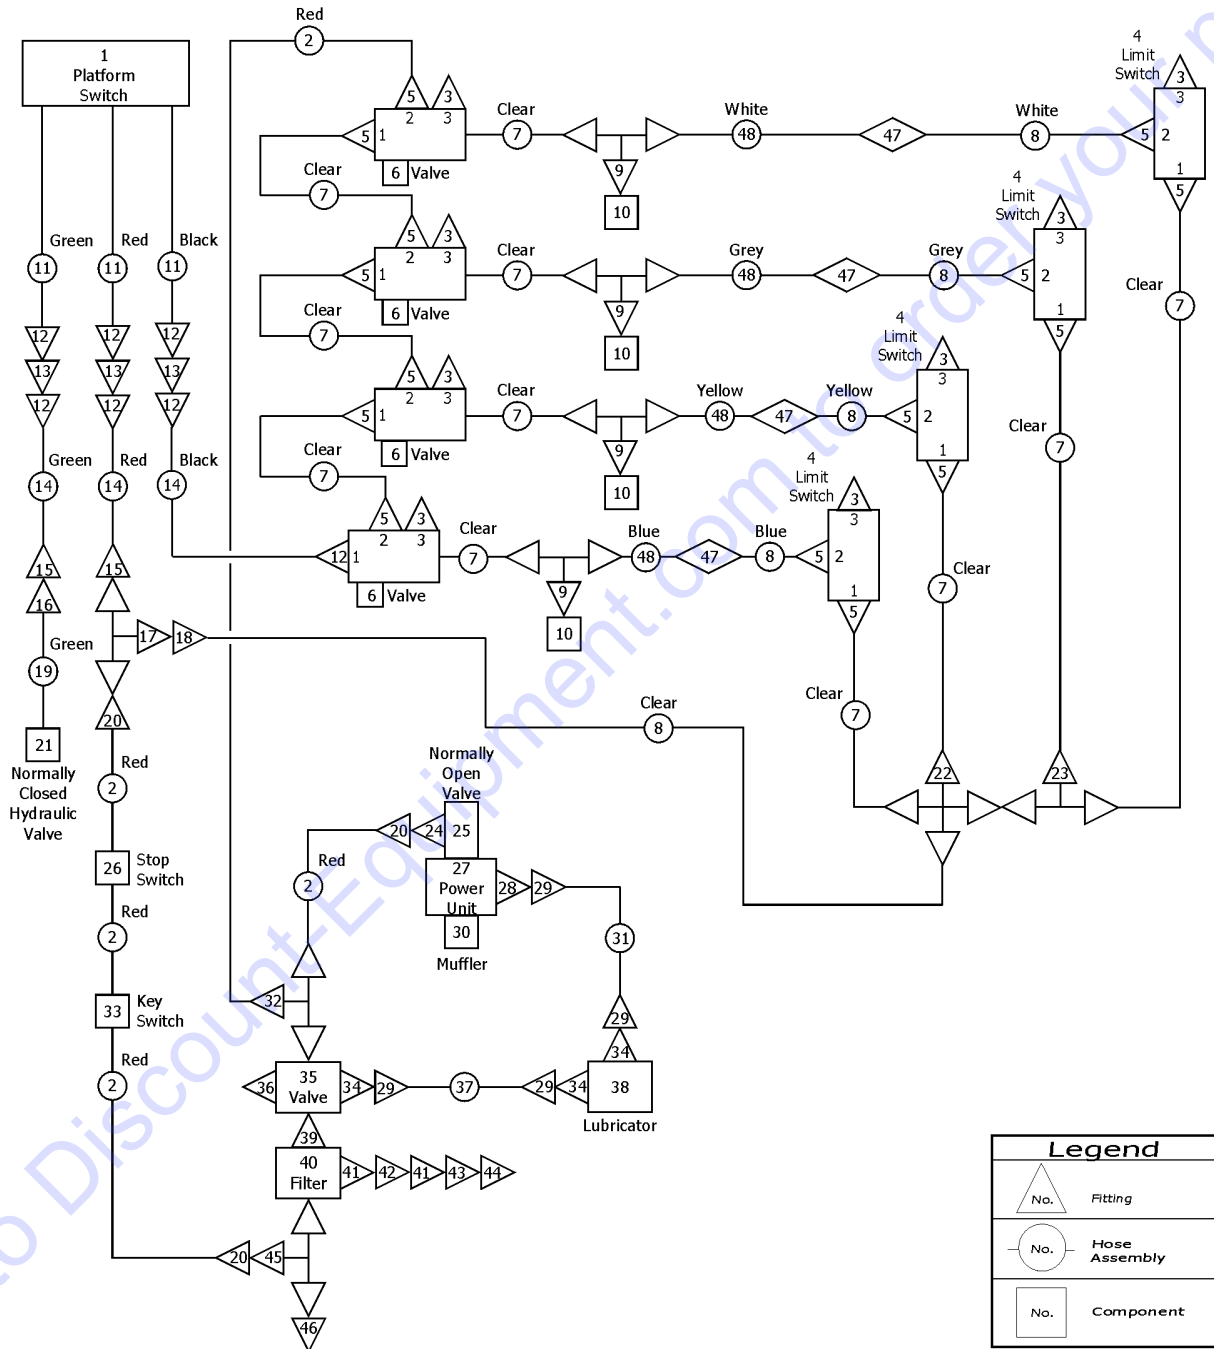 Red
2
1
Platform
Switch
4
Limit
Switch
3
3
5
2
1
5
5
3
2
3
5
1
6
Valve
Clear
7
9
10
White
48
47
White
8
Clear
7
4
Limit
Switch
3
3
5
2
1
5
5
3
2
3
5
1
6
Valve
Clear
7
9
10
Grey
48
47
Grey
8
Clear
7
Clear
7
4
Limit
Switch
3
3
5
2
1
5
5
3
2
3
5
1
6
Valve
Clear
7
9
10
Yellow
48
47
Yellow
8
Clear
7
Clear
7
4
Limit
Switch
3
3
5
2
1
5
5
3
2
3
12
1
6
Valve
Clear
7
9
10
Blue
48
47
Blue
8
Clear
7
Clear
7
Green
Red
Black
11
11
11
12
12
12
13
13
13
12
12
12
Green
Red
Black
14
14
14
15
15
16
17
18
Green
19
20
21
Normally
Closed
Hydraulic
Valve
Red
2
26
Stop
Switch
Red
2
33
Key
Switch
Red
2
Clear
8
22
23
Normally
Open
Valve
20
24
25
Red
2
27
Power
Unit
28
29
30
Muffler
31
32
29
34
36
35
Valve
34
29
37
29
34
38
Lubricator
39
40
Filter
41
42
41
43
44
20
45
46
Legend
No.
Fitting
No.
Hose
Assembly
No.
Component
to Discount-Equipment.com to order your p